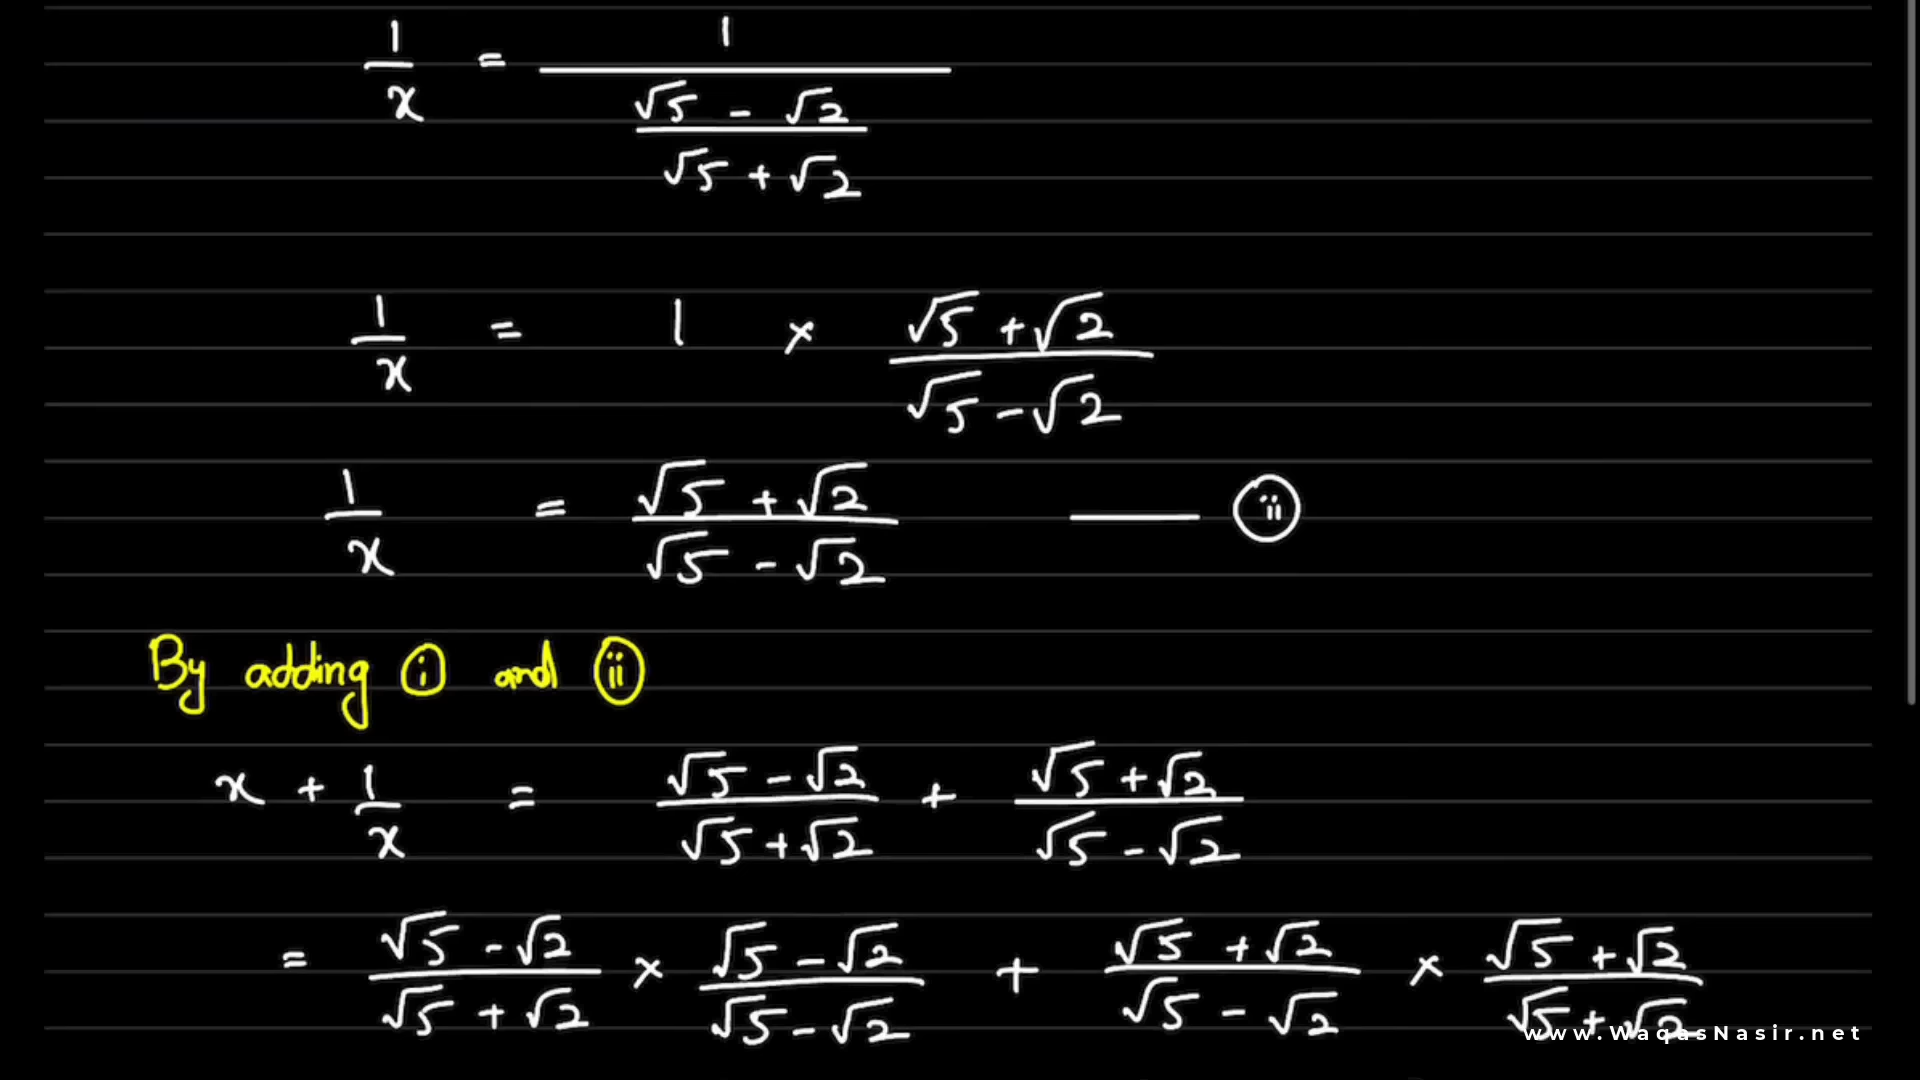 1/x = 1/((√5 - √2)/(√5 + √2))
1/x = 1 × (√5 + √2)/(√5 - √2)
1/x = (√5 + √2)/(√5 - √2) —— (ii)
By adding (i) and (ii)
x + 1/x = (√5 - √2)/(√5 + √2) + (√5 + √2)/(√5 - √2)
= (√5 - √2)/(√5 + √2) × (√5 - √2)/(√5 - √2) + (√5 + √2)/(√5 - √2) × (√5 + √2)/(√5 + √2)
www.WaqasNasir.net